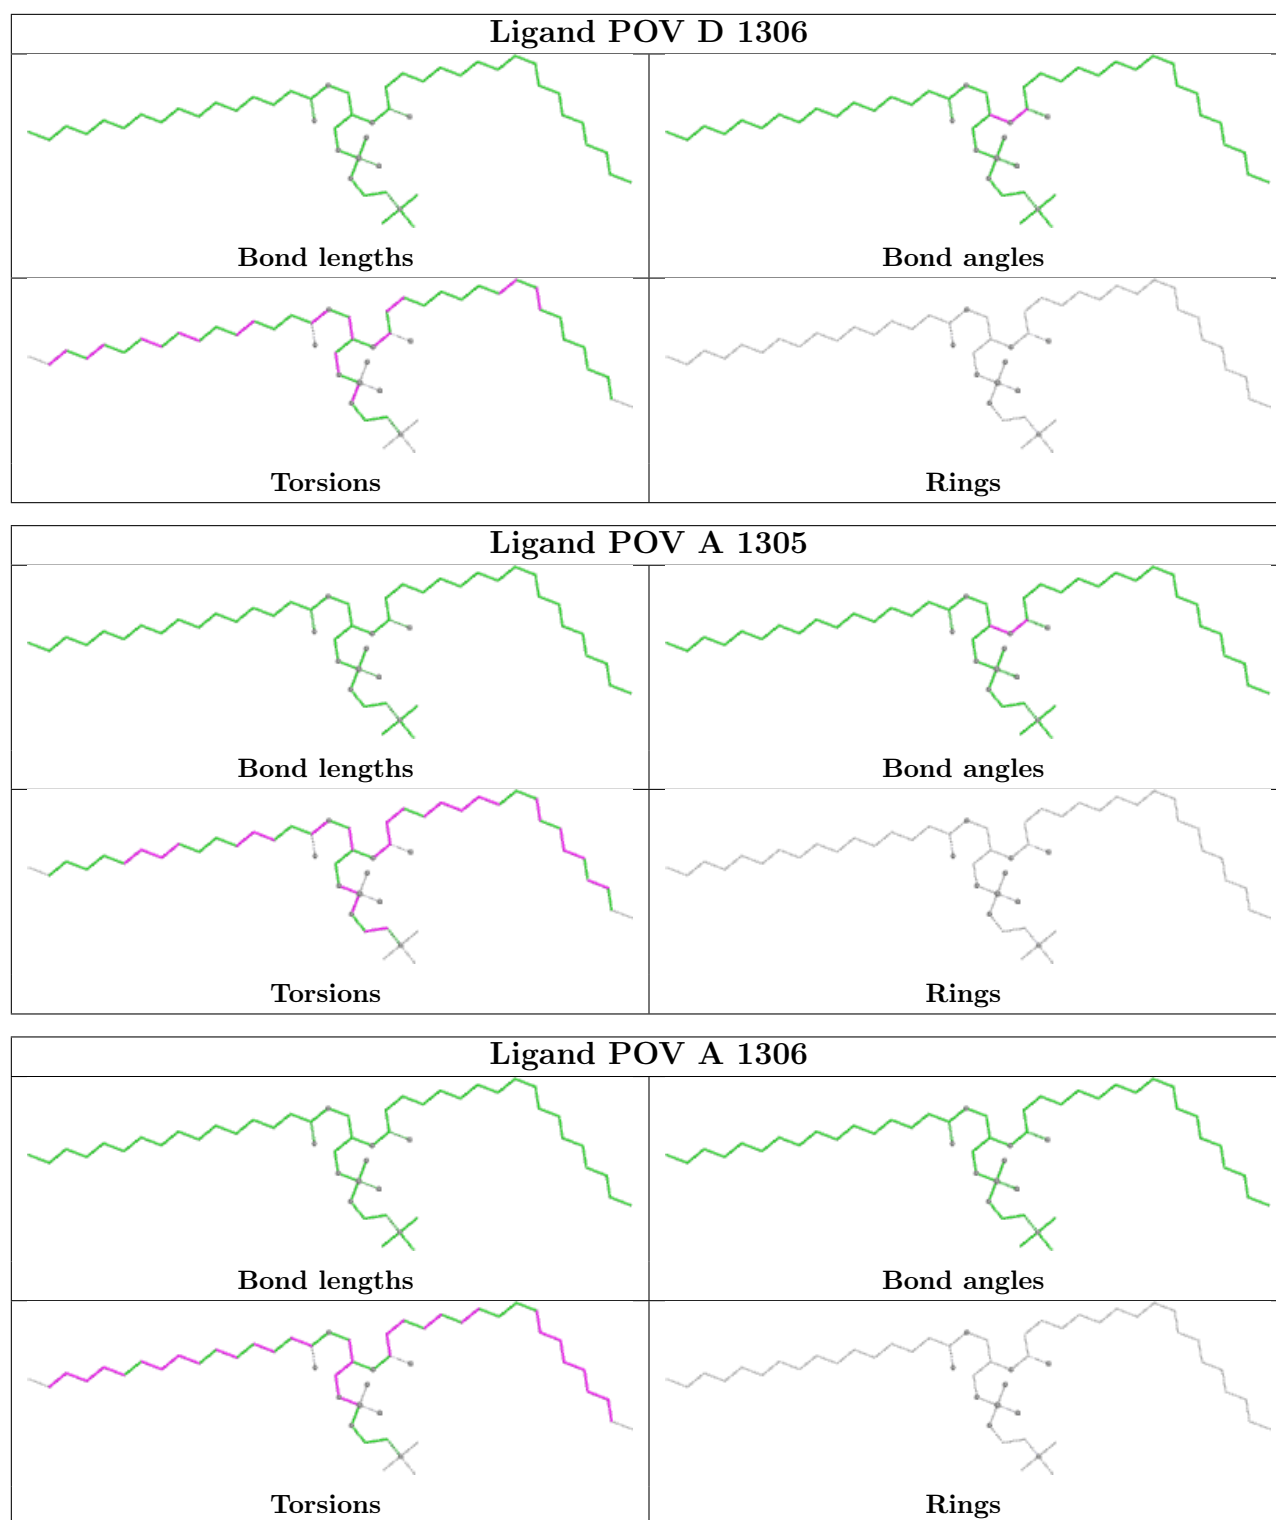 Ligand POV D 1306
Bond lengths
Bond angles
Torsions
Rings
Ligand POV A 1305
Bond lengths
Bond angles
Torsions
Rings
Ligand POV A 1306
Bond lengths
Bond angles
Torsions
Rings